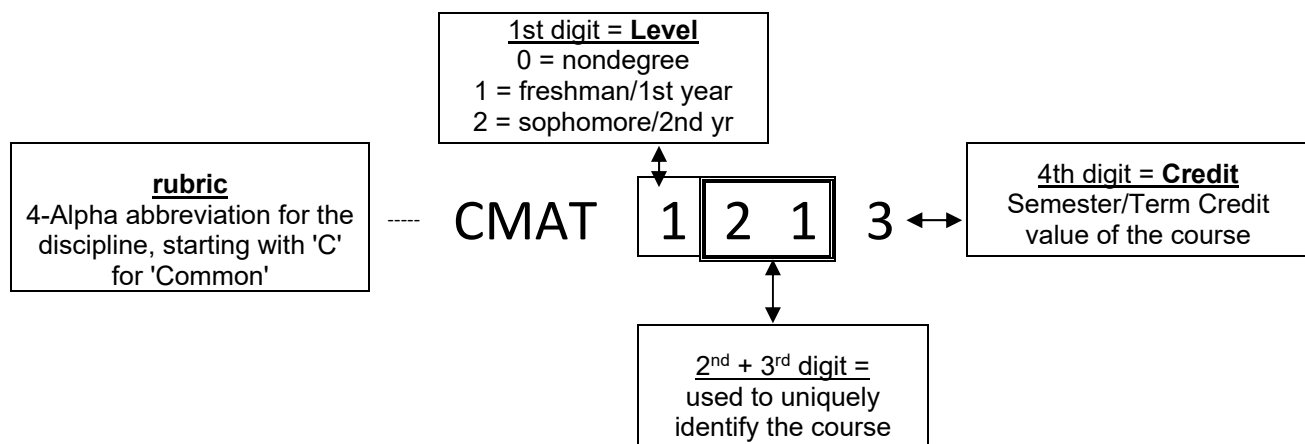 1st digit = Level
0 = nondegree
1 = freshman/1st year
2 = sophomore/2nd yr
rubric
4-Alpha abbreviation for the
discipline, starting with 'C'
for 'Common'
----- CMAT 1 2 1 3
4th digit = Credit
Semester/Term Credit
value of the course
2nd + 3rd digit =
used to uniquely
identify the course